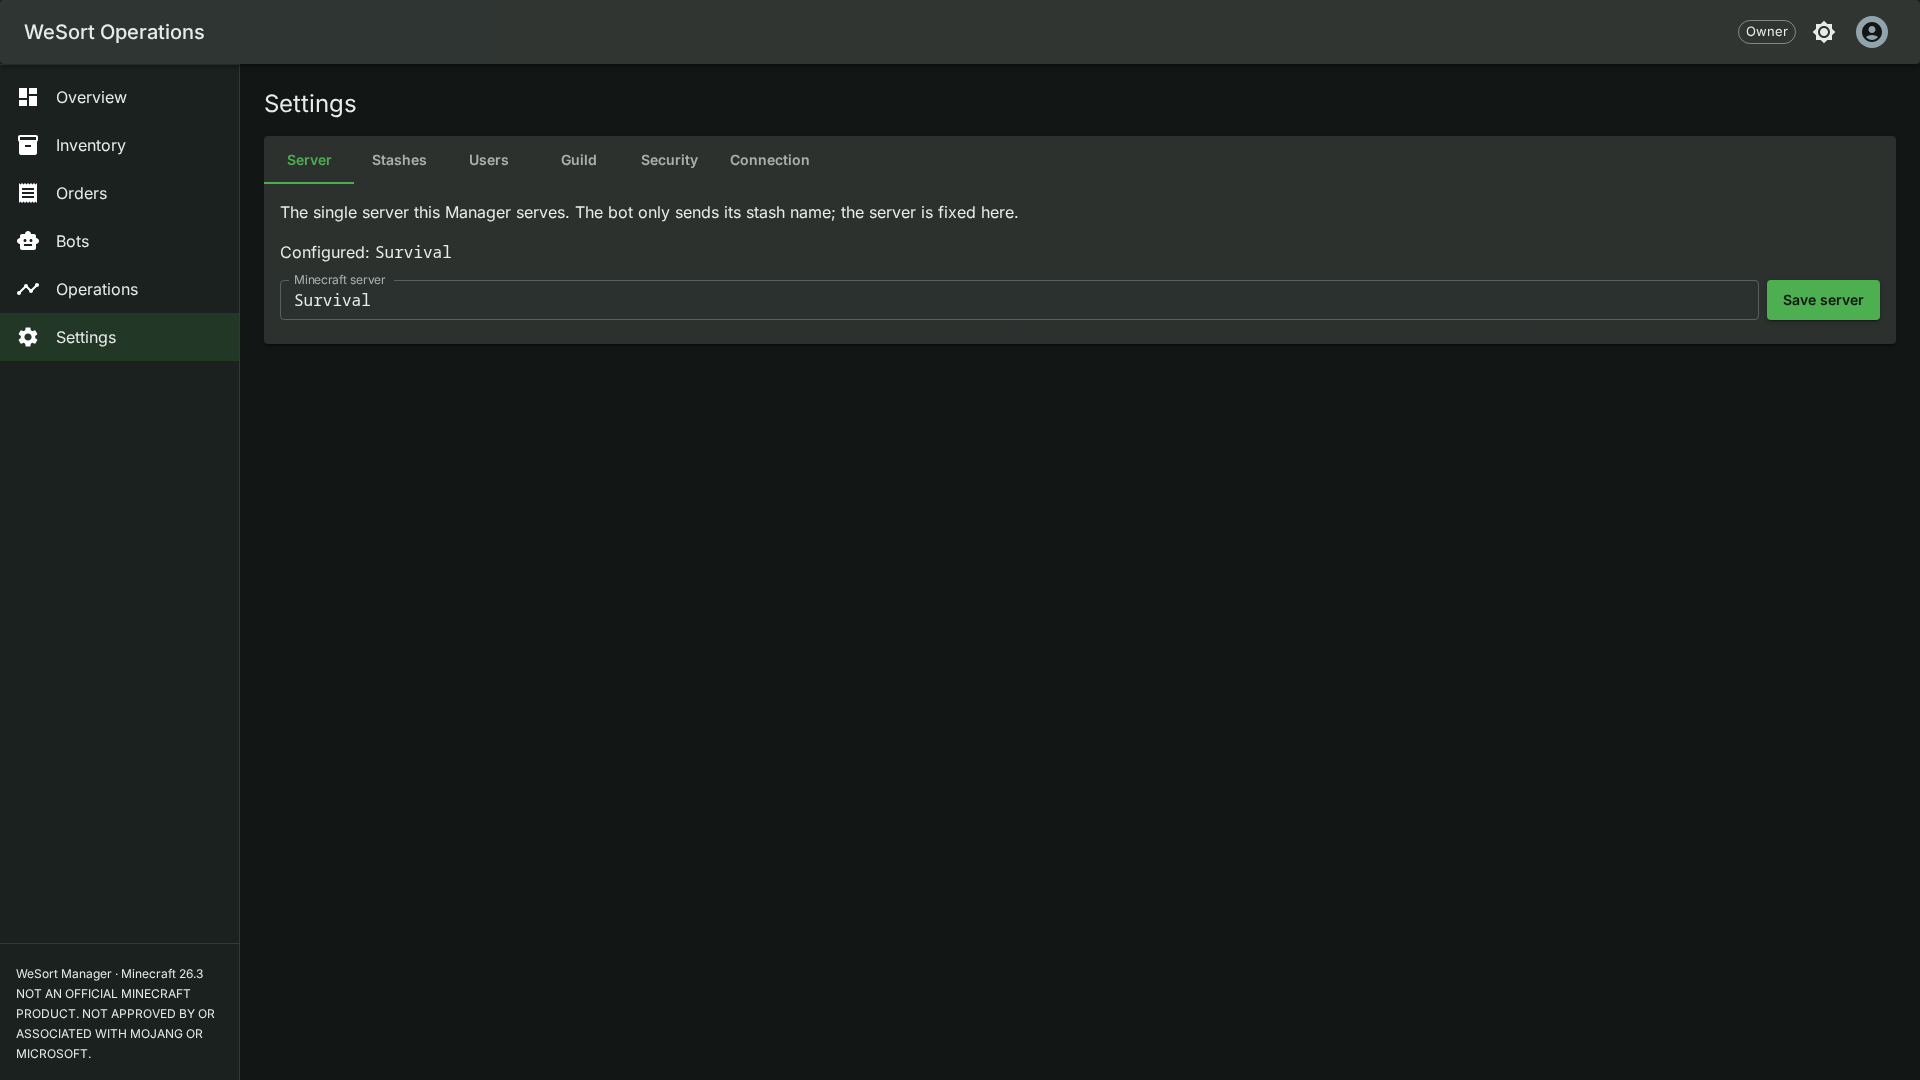 WeSort Operations
Owner
Overview
Inventory
Orders
Bots
Operations
Settings
Settings
Server Stashes Users Guild Security Connection
The single server this Manager serves. The bot only sends its stash name; the server is fixed here.
Configured: Survival
Minecraft server
Survival
Save server
WeSort Manager · Minecraft 26.3
NOT AN OFFICIAL MINECRAFT
PRODUCT. NOT APPROVED BY OR
ASSOCIATED WITH MOJANG OR
MICROSOFT.